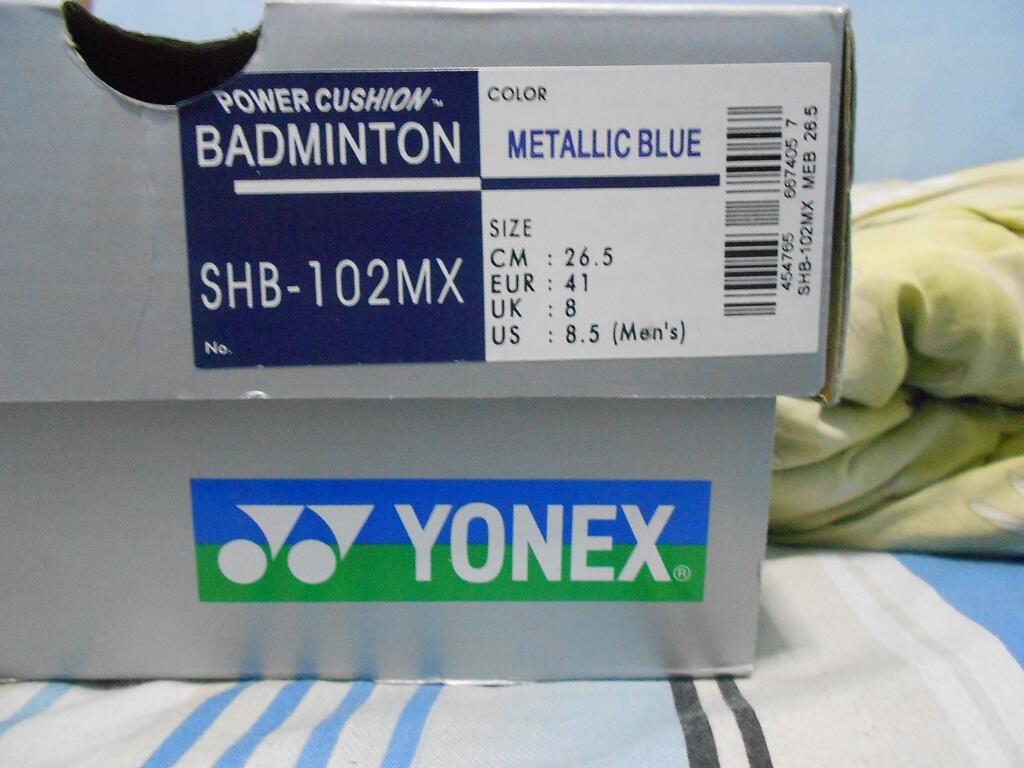 POWER CUSHION™
BADMINTON
SHB-102MX
No.
COLOR
METALLIC BLUE
SIZE
CM : 26.5
EUR : 41
UK : 8
US : 8.5 (Men's)
454765 667405 7
SHB-102MX MEB 26.5
YONEX®